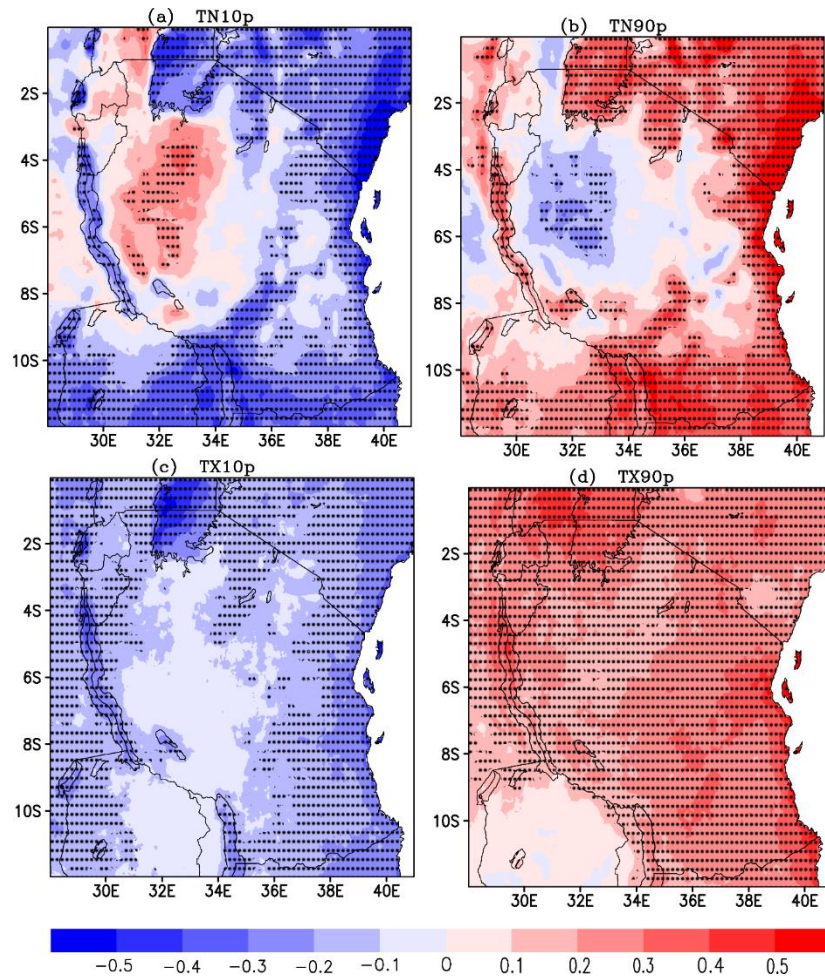 (a) TN10p
(b) TN90p
2S
4S
6S
8S
10S
2S
4S
6S
8S
10S
30E 32E 34E 36E 38E 40E
30E 32E 34E 36E 38E 40E
(c) TX10p
(d) TX90p
2S
4S
6S
8S
10S
2S
4S
6S
8S
10S
30E 32E 34E 36E 38E 40E
30E 32E 34E 36E 38E 40E
−0.5 −0.4 −0.3 −0.2 −0.1 0 0.1 0.2 0.3 0.4 0.5